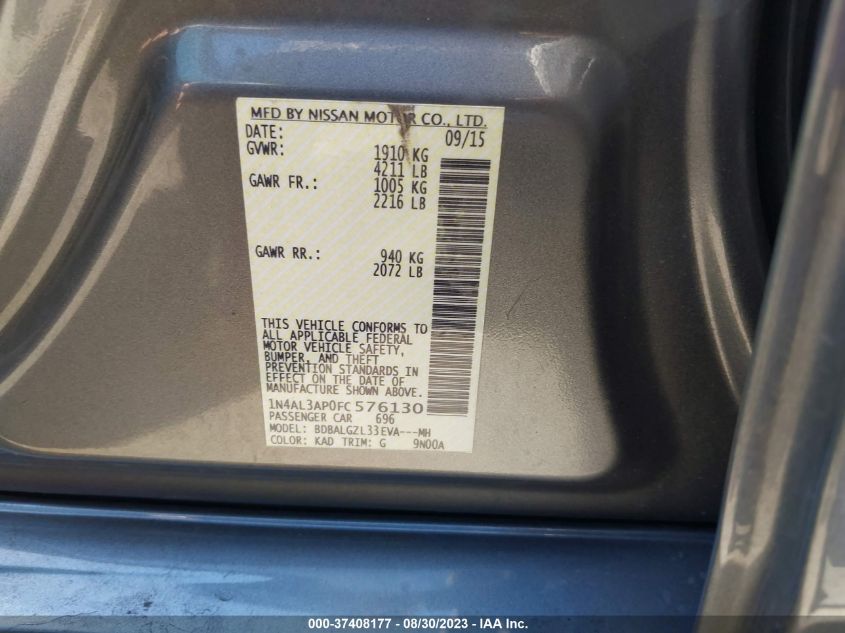 MFD BY NISSAN MOTOR CO., LTD.
DATE: 09/15
GVWR: 1910 KG
4211 LB
GAWR FR.: 1005 KG
2216 LB
GAWR RR.: 940 KG
2072 LB
THIS VEHICLE CONFORMS TO
ALL APPLICABLE FEDERAL
MOTOR VEHICLE SAFETY,
BUMPER, AND THEFT
PREVENTION STANDARDS IN
EFFECT ON THE DATE OF
MANUFACTURE SHOWN ABOVE.
1N4AL3AP0FC576130
PASSENGER CAR 696
MODEL: BDBALGZL33EVA---MH
COLOR: KAD TRIM: G 9N00A
000-37408177 - 08/30/2023 - IAA Inc.